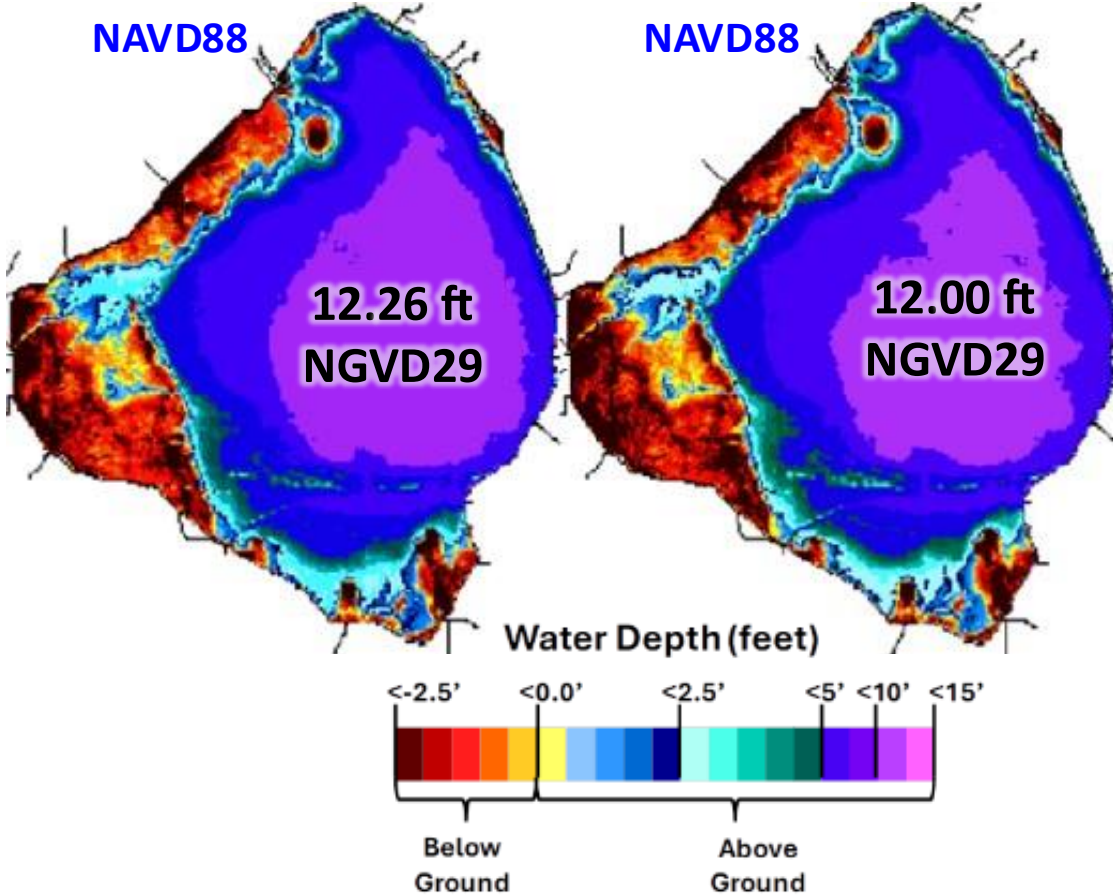 NAVD88
NAVD88
12.26 ft
NGVD29
12.00 ft
NGVD29
Water Depth (feet)
<-2.5’ <0.0’ <2.5’ <5’ <10’ <15’
Below
Ground
Above
Ground